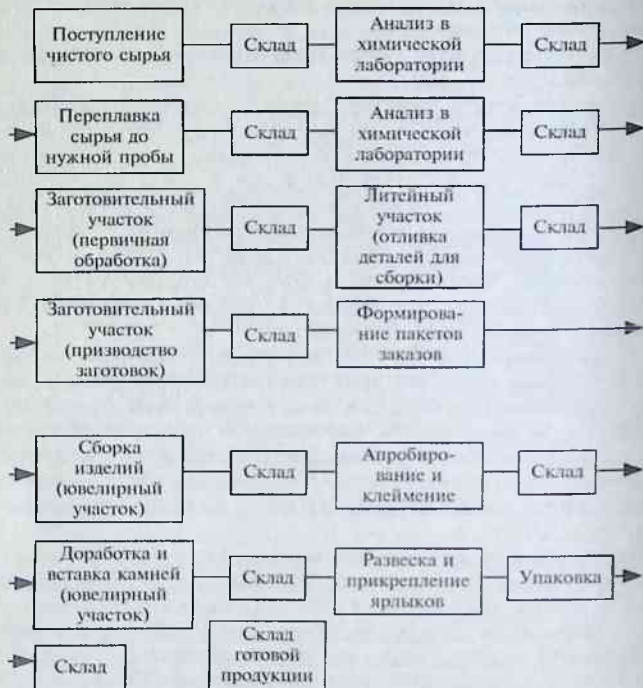 Поступление
чистого сырья
Склад
Анализ в
химической
лаборатории
Склад
Переплавка
сырья до
нужной пробы
Склад
Анализ в
химической
лаборатории
Склад
Заготовительный
участок
(первичная
обработка)
Склад
Литейный
участок
(отливка
деталей для
сборки)
Склад
Заготовительный
участок
(призводство
заготовок)
Склад
Формирова-
ние пакетов
заказов
Сборка
изделий
(ювелирный
участок)
Склад
Апробиро-
вание и
клеймение
Склад
Доработка и
вставка камней
(ювелирный
участок)
Склад
Развеска и
прикрепление
ярлыков
Упаковка
Склад
Склад
готовой
продукции